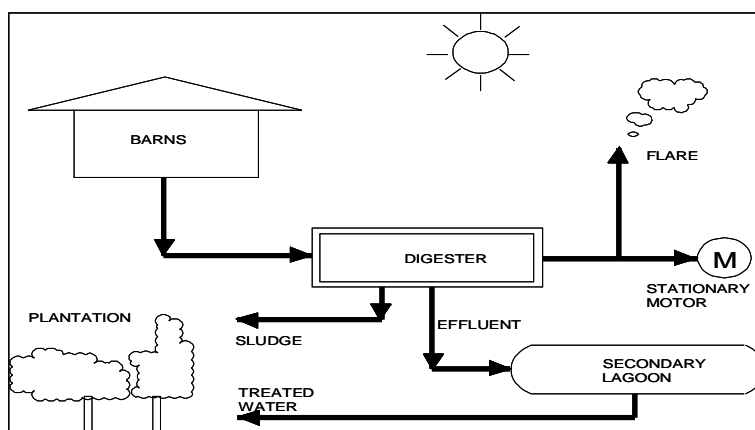 BARNS
FLARE
DIGESTER
M
STATIONARY
MOTOR
PLANTATION
SLUDGE
EFFLUENT
SECONDARY
LAGOON
TREATED
WATER